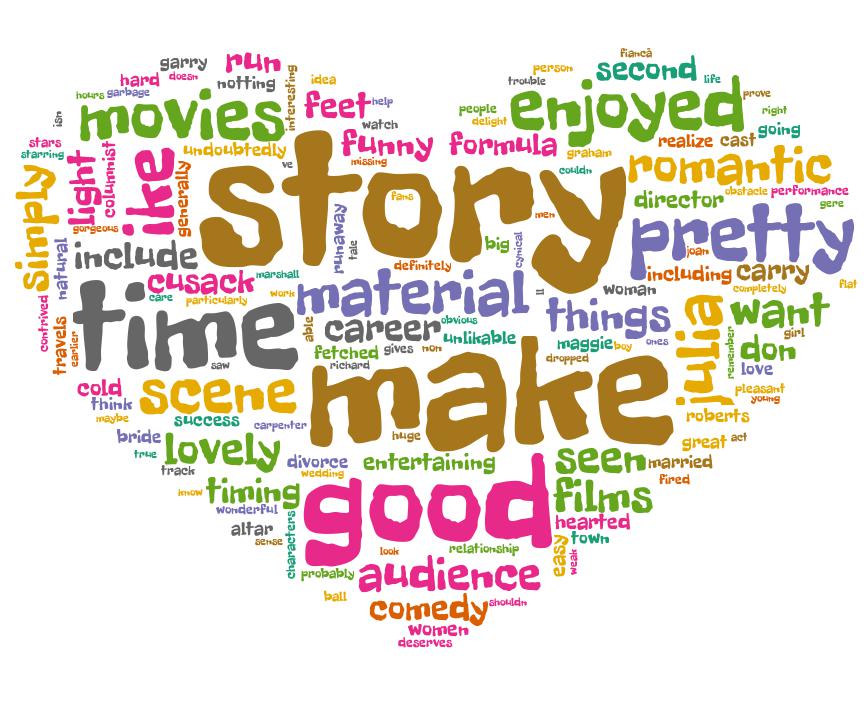 fiancã
garry
run
person
second
hard
doesn
notting
interesting
idea
trouble
life
hours
garbage
movies
feet
help
people
delight
enjoyed
prove
right
isn
watch
stars
starring
light
columnist
like
undoubtedly
ve
funny
missing
formula
graham
couldn
realize
cast
going
simply
gorgeous
generally
story
fans
men
romantic
director
obstacle
performance
gere
natural
include
runaway
tale
big
cynical
pretty
joan
cusack
marshall
definitely
including
carry
completely
flat
contrived
travels
earlier
care
particularly
work
time
saw
material
ll
woman
things
julia
want
girl
able
career
obvious
unlikable
maggie
boy
ones
remember
don
fetched
gives
non
richard
dropped
love
cold
think
maybe
scene
success
carpenter
make
huge
pleasant
young
roberts
great
act
bride
true
track
lovely
divorce
wedding
entertaining
seen
married
fired
know
timing
wonderful
good
films
hearted
altar
sense
characters
look
relationship
easy
weak
town
probably
audience
ball
comedy
shouldn
women
deserves